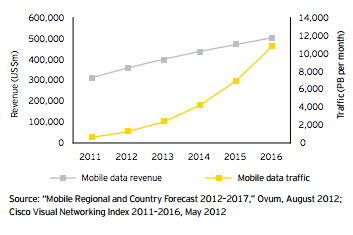 600,000
500,000
400,000
300,000
200,000
100,000
0
Revenue (US$m)
14,000
12,000
10,000
8,000
6,000
4,000
2,000
0
Traffic (PB per month)
2011 2012 2013 2014 2015 2016
Mobile data revenue Mobile data traffic
Source: "Mobile Regional and Country Forecast 2012-2017," Ovum, August 2012;
Cisco Visual Networking Index 2011-2016, May 2012